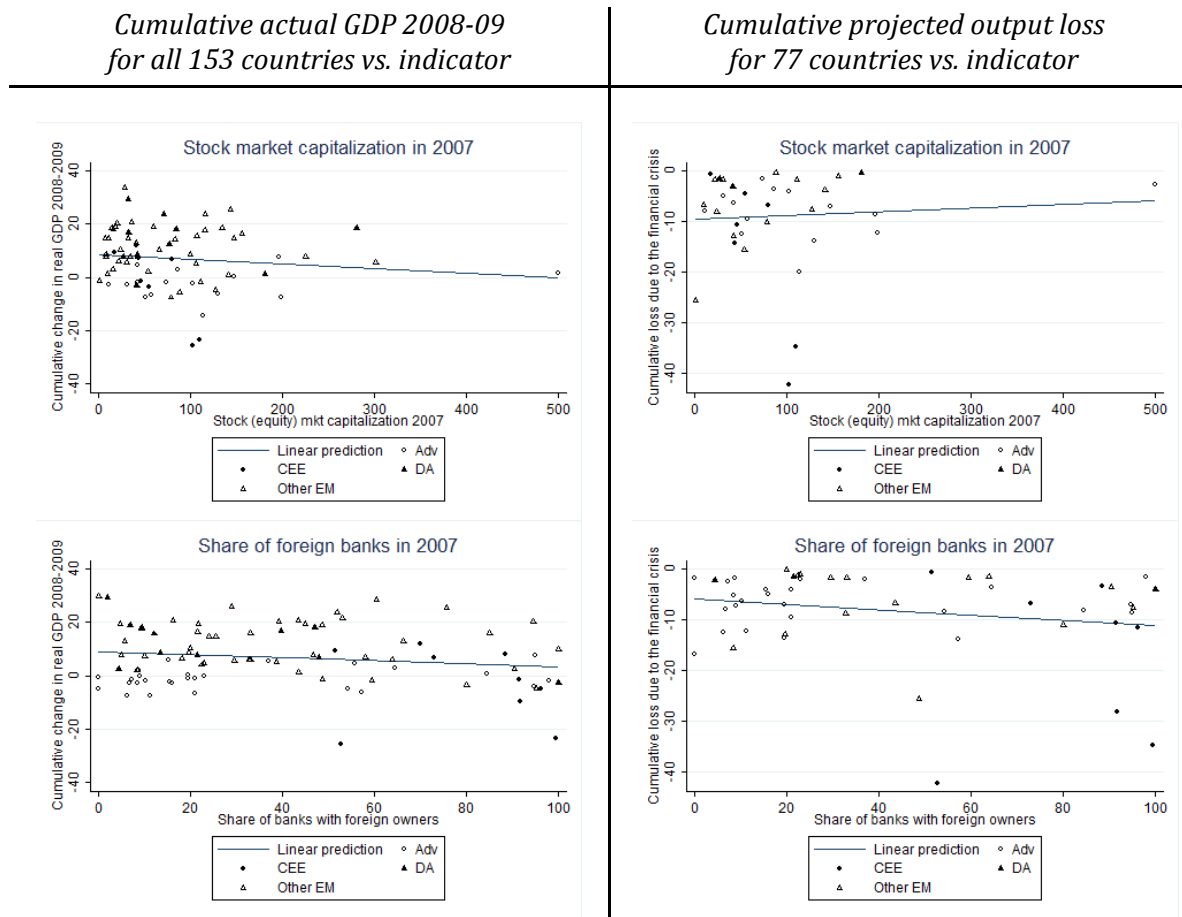 Cumulative actual GDP 2008-09
for all 153 countries vs. indicator
Cumulative projected output loss
for 77 countries vs. indicator
Stock market capitalization in 2007
Cumulative change in real GDP 2008-2009
40
20
0
-20
-40
0 100 200 300 400 500
Stock (equity) mkt capitalization 2007
Linear prediction Adv
CEE DA
Other EM
Stock market capitalization in 2007
Cumulative loss due to the financial crisis
0
-10
-20
-30
-40
0 100 200 300 400 500
Stock (equity) mkt capitalization 2007
Linear prediction Adv
CEE DA
Other EM
Share of foreign banks in 2007
Cumulative change in real GDP 2008-2009
40
20
0
-20
-40
0 20 40 60 80 100
Share of banks with foreign owners
Linear prediction Adv
CEE DA
Other EM
Share of foreign banks in 2007
Cumulative loss due to the financial crisis
0
-10
-20
-30
-40
0 20 40 60 80 100
Share of banks with foreign owners
Linear prediction Adv
CEE DA
Other EM